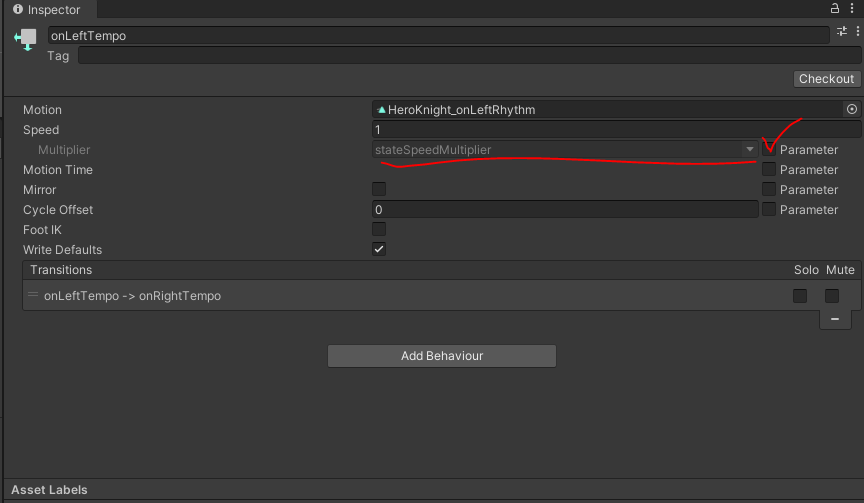 Inspector
onLeftTempo
Tag
Checkout
Motion HeroKnight_onLeftRhythm
Speed 1
Multiplier stateSpeedMultiplier Parameter
Motion Time Parameter
Mirror Parameter
Cycle Offset 0 Parameter
Foot IK
Write Defaults
Transitions Solo Mute
onLeftTempo -> onRightTempo
Add Behaviour
Asset Labels